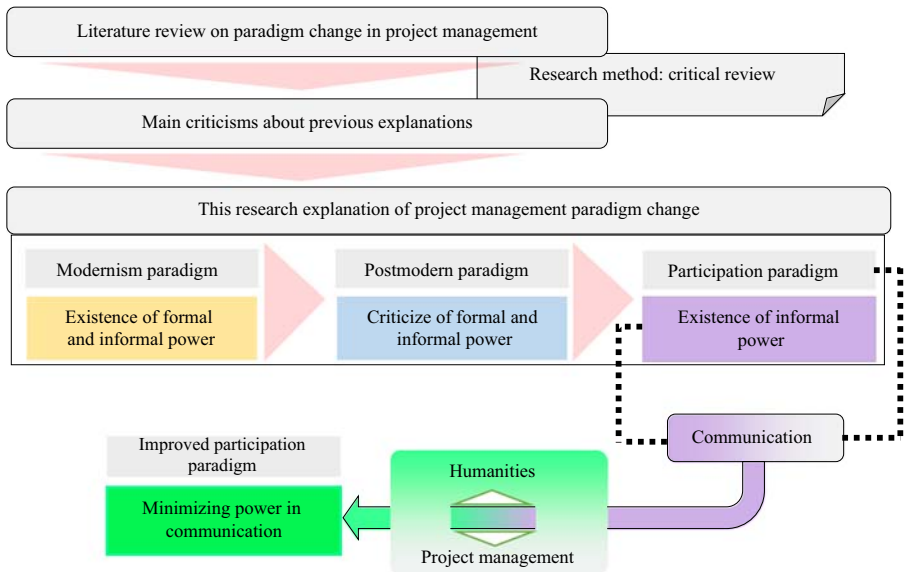 Literature review on paradigm change in project management
Research method: critical review
Main criticisms about previous explanations
This research explanation of project management paradigm change
Modernism paradigm
Postmodern paradigm
Participation paradigm
Existence of formal
and informal power
Criticize of formal and
informal power
Existence of informal
power
Communication
Improved participation
paradigm
Humanities
Minimizing power in
communication
Project management